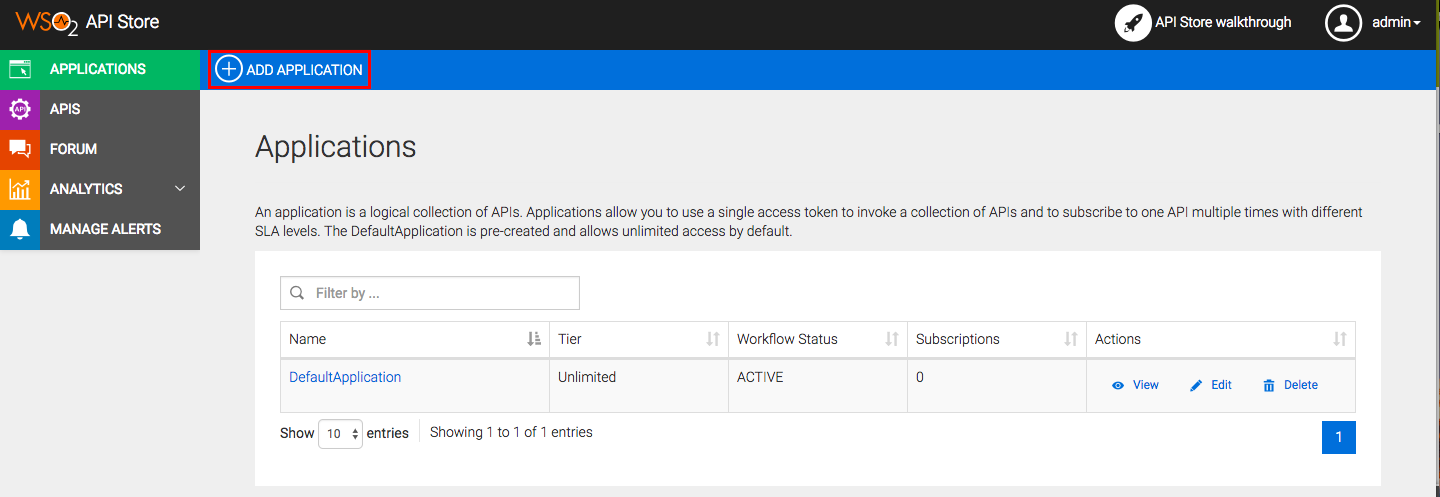 WSO2 API Store
API Store walkthrough
admin
APPLICATIONS
ADD APPLICATION
API
APIS
FORUM
ANALYTICS
MANAGE ALERTS
Applications
An application is a logical collection of APIs. Applications allow you to use a single access token to invoke a collection of APIs and to subscribe to one API multiple times with different
SLA levels. The DefaultApplication is pre-created and allows unlimited access by default.
Filter by ...
Name Tier Workflow Status Subscriptions Actions
DefaultApplication Unlimited ACTIVE 0 View Edit Delete
Show 10 entries Showing 1 to 1 of 1 entries 1